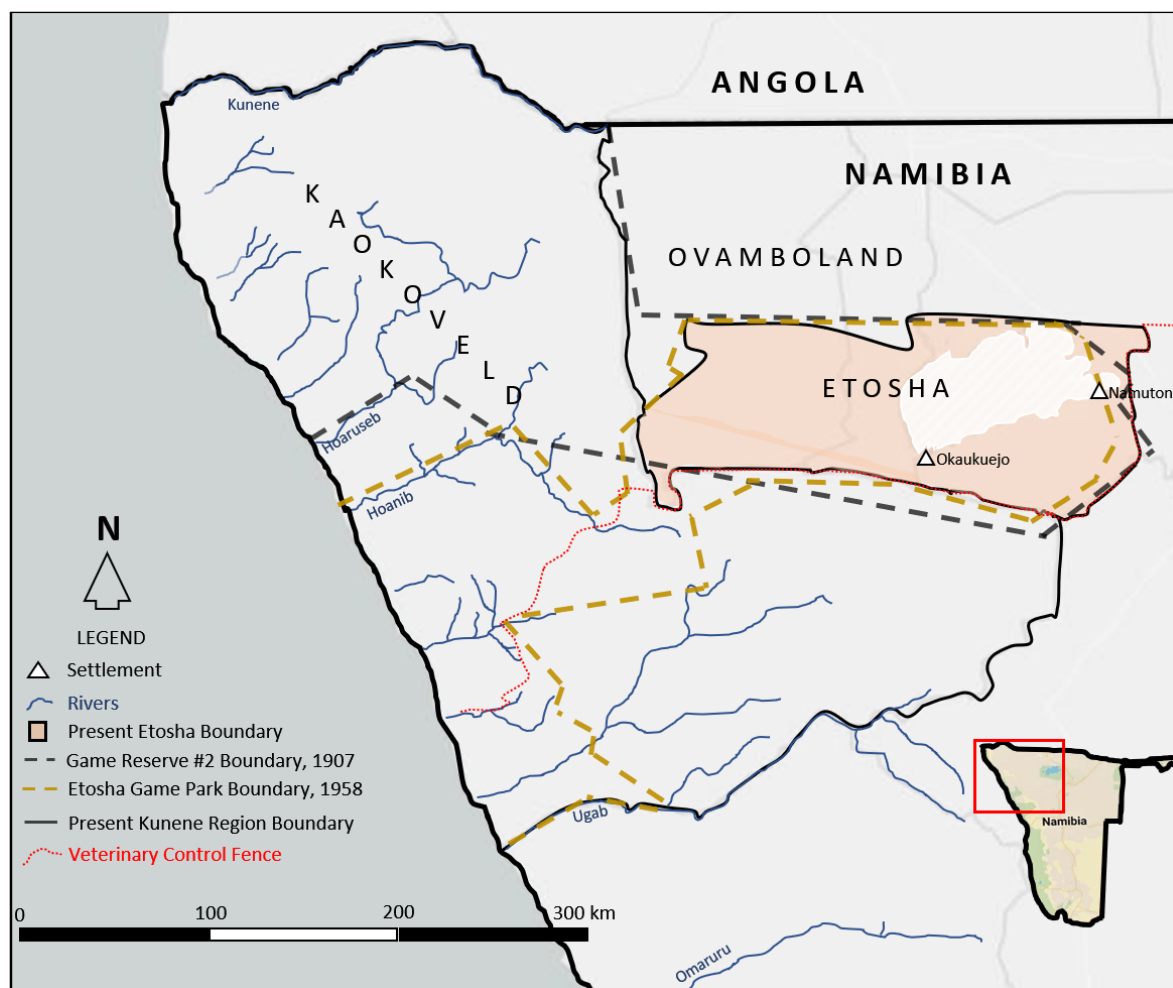 ANGOLA
NAMIBIA
Kunene
KAOKOVELD
OVAMBOLAND
ETOSHA
Namuton
Okaukuejo
Hoaruseb
Hoanib
N
LEGEND
Settlement
Rivers
Present Etosha Boundary
Game Reserve #2 Boundary, 1907
Etosha Game Park Boundary, 1958
Present Kunene Region Boundary
Veterinary Control Fence
Ugab
Namibia
0 100 200 300 km
Omaruru